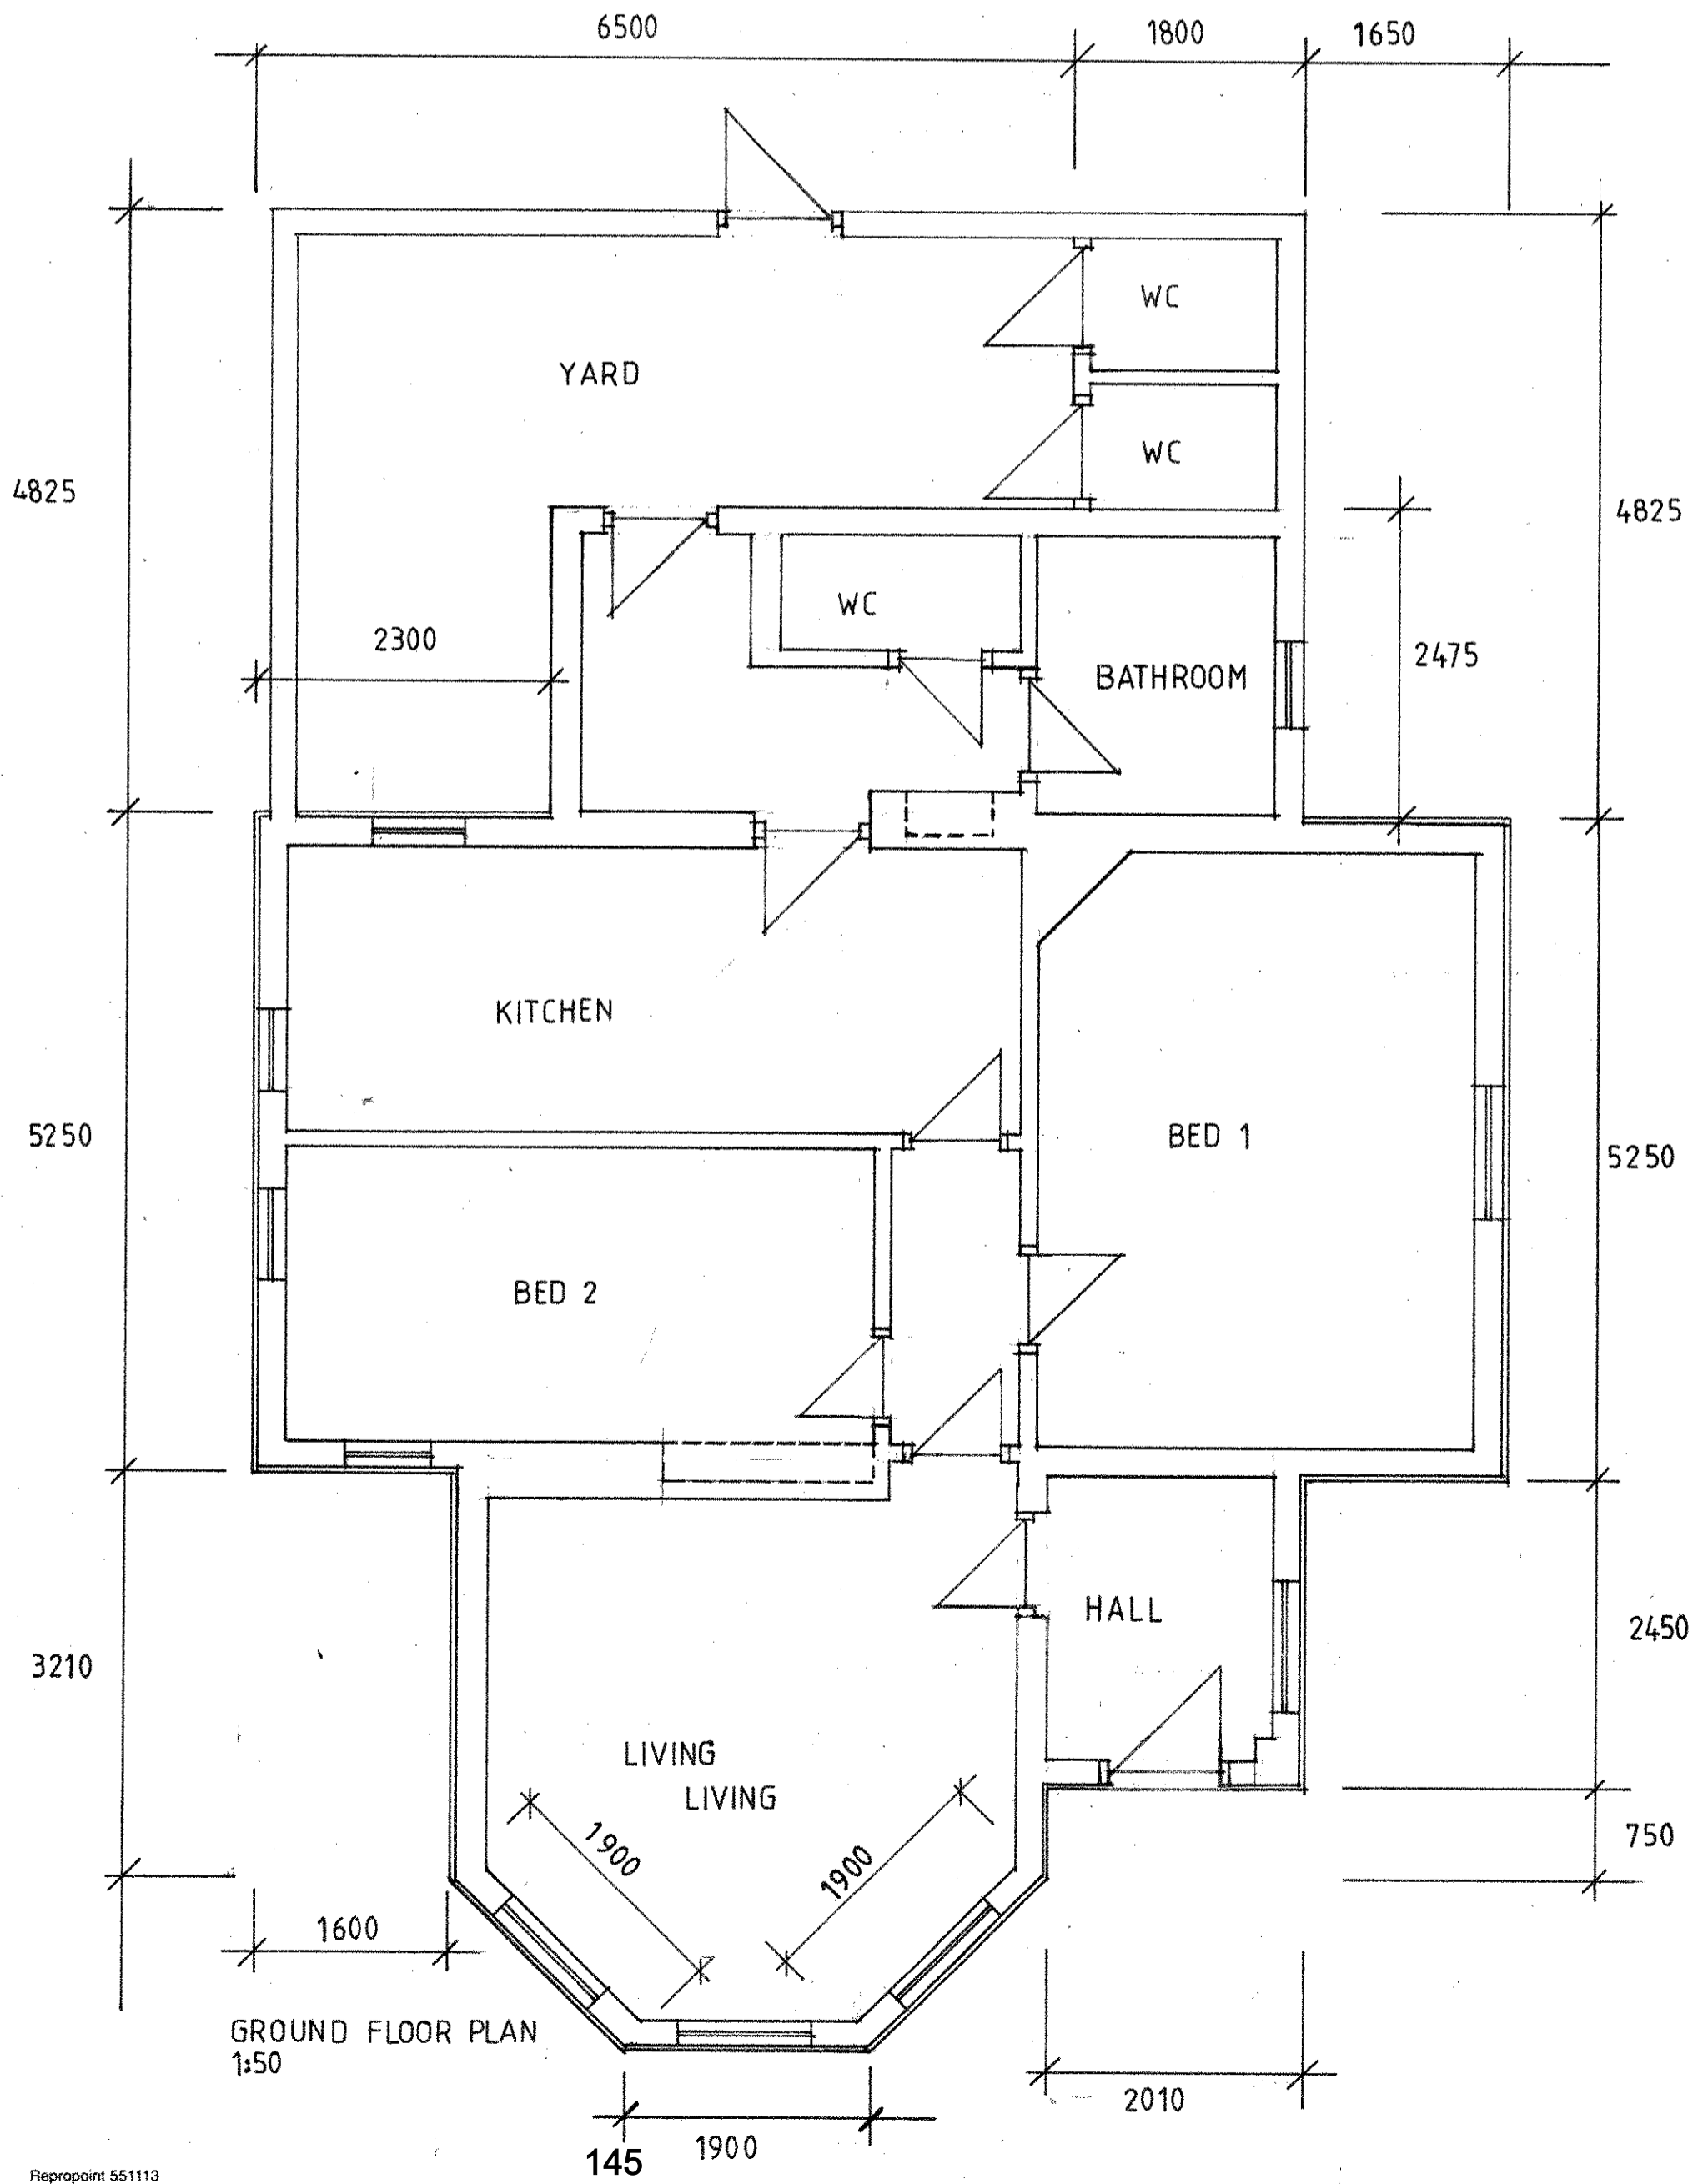 6500
1800
1650
WC
YARD
WC
4825
4825
WC
2300
BATHROOM
2475
KITCHEN
5250
BED 1
5250
BED 2
HALL
2450
3210
LIVING
LIVING
1900
1900
750
1600
GROUND FLOOR PLAN
1:50
2010
1900
145
Repropoint 551113